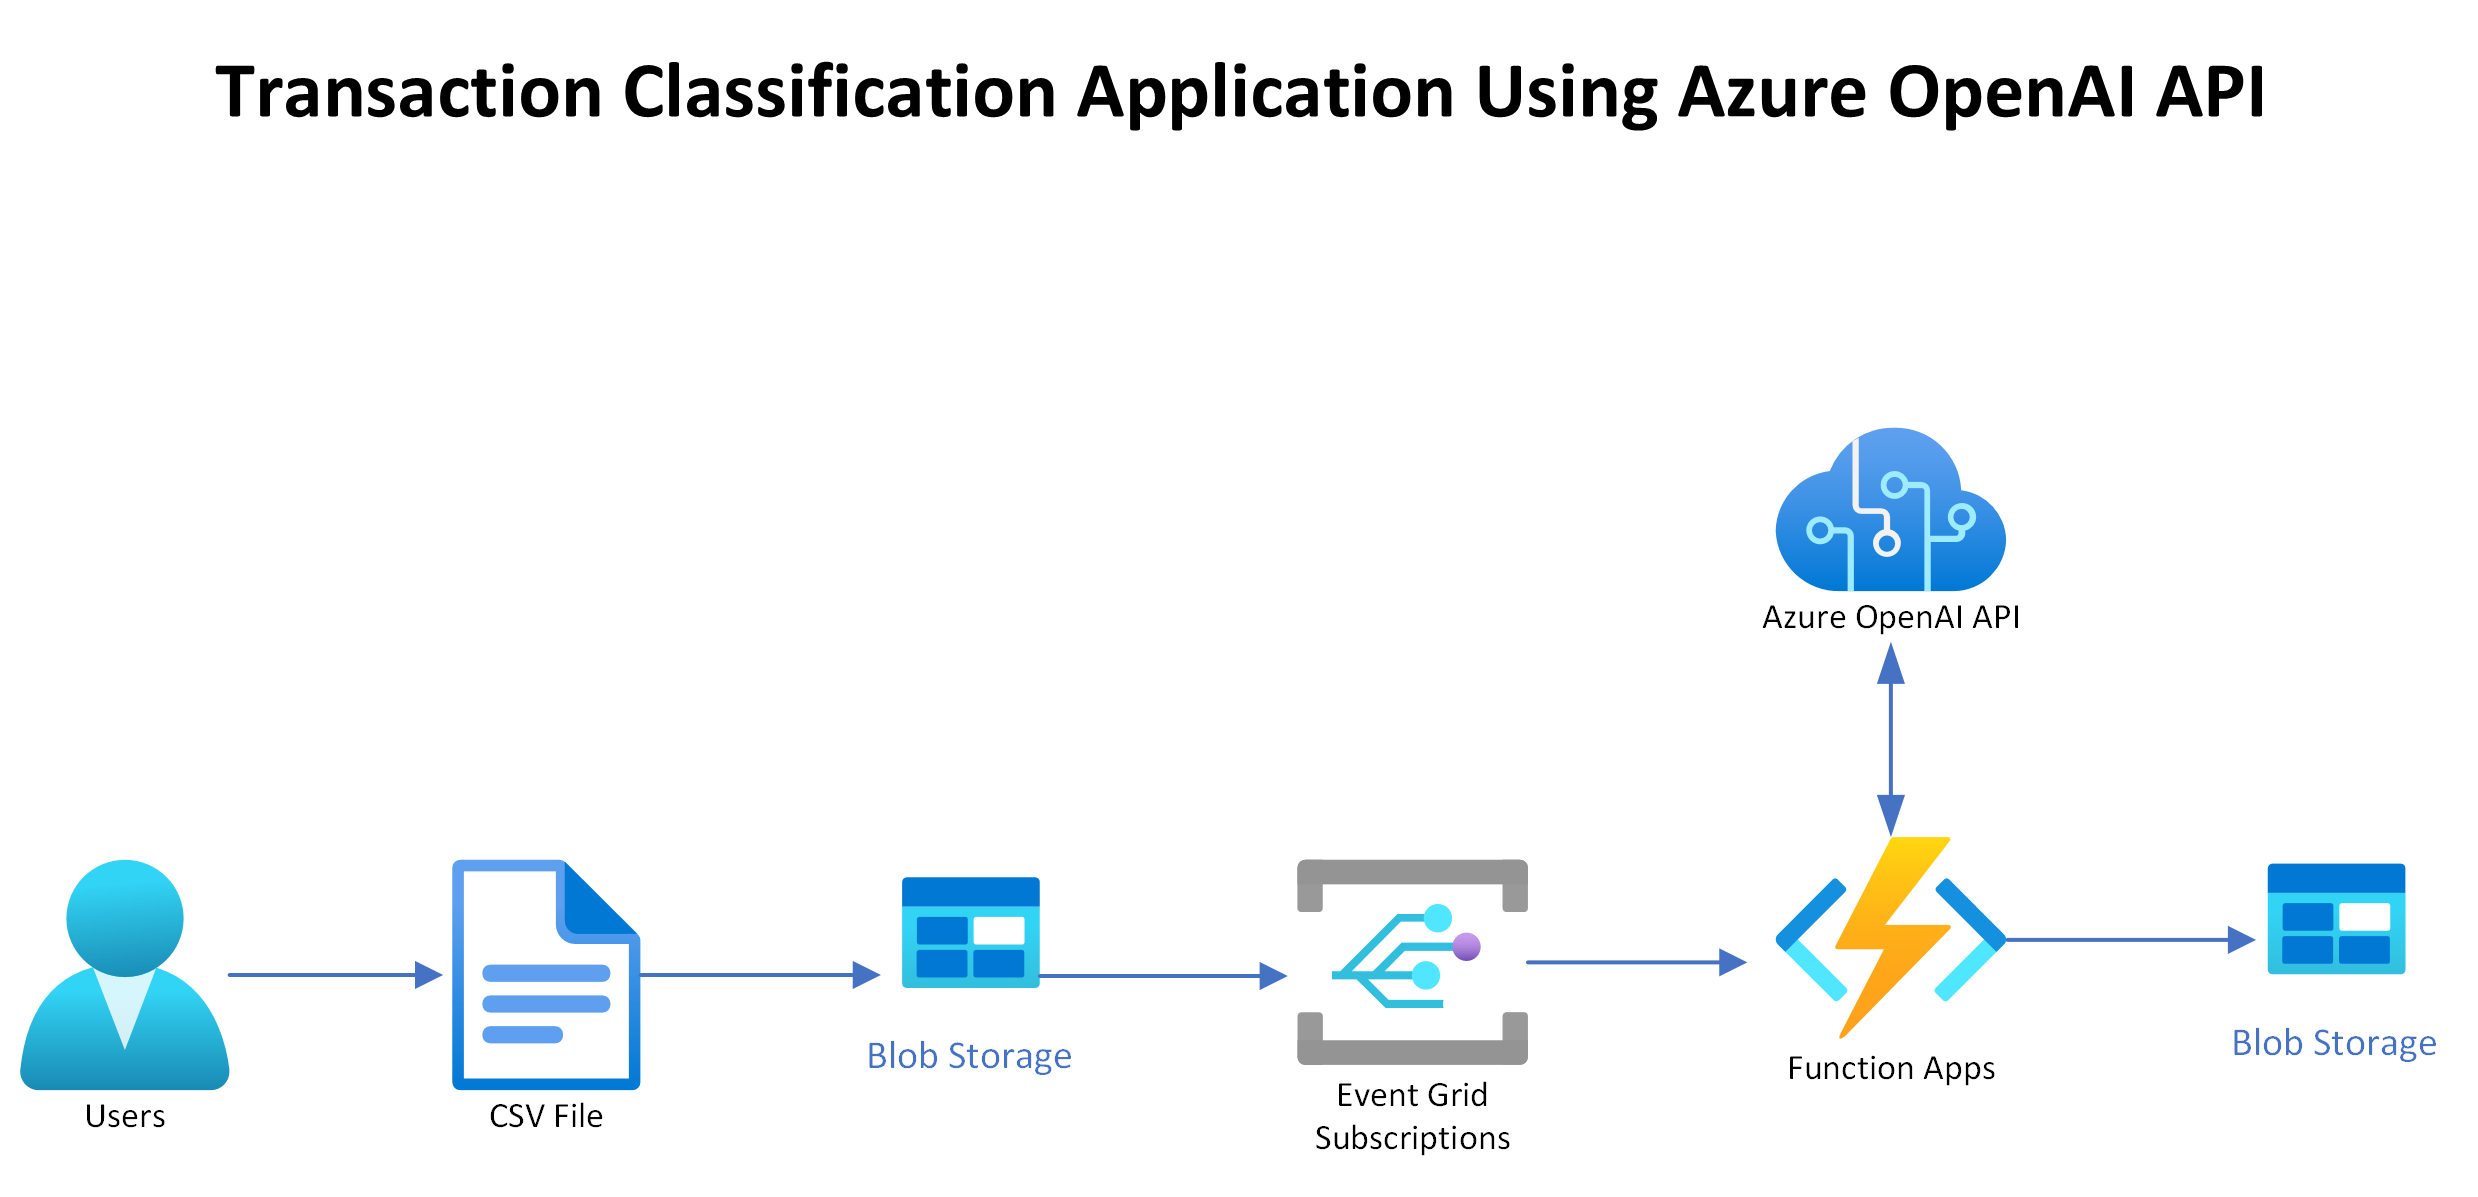 Transaction Classification Application Using Azure OpenAI API
Azure OpenAI API
Users
CSV File
Blob Storage
Event Grid
Subscriptions
Function Apps
Blob Storage